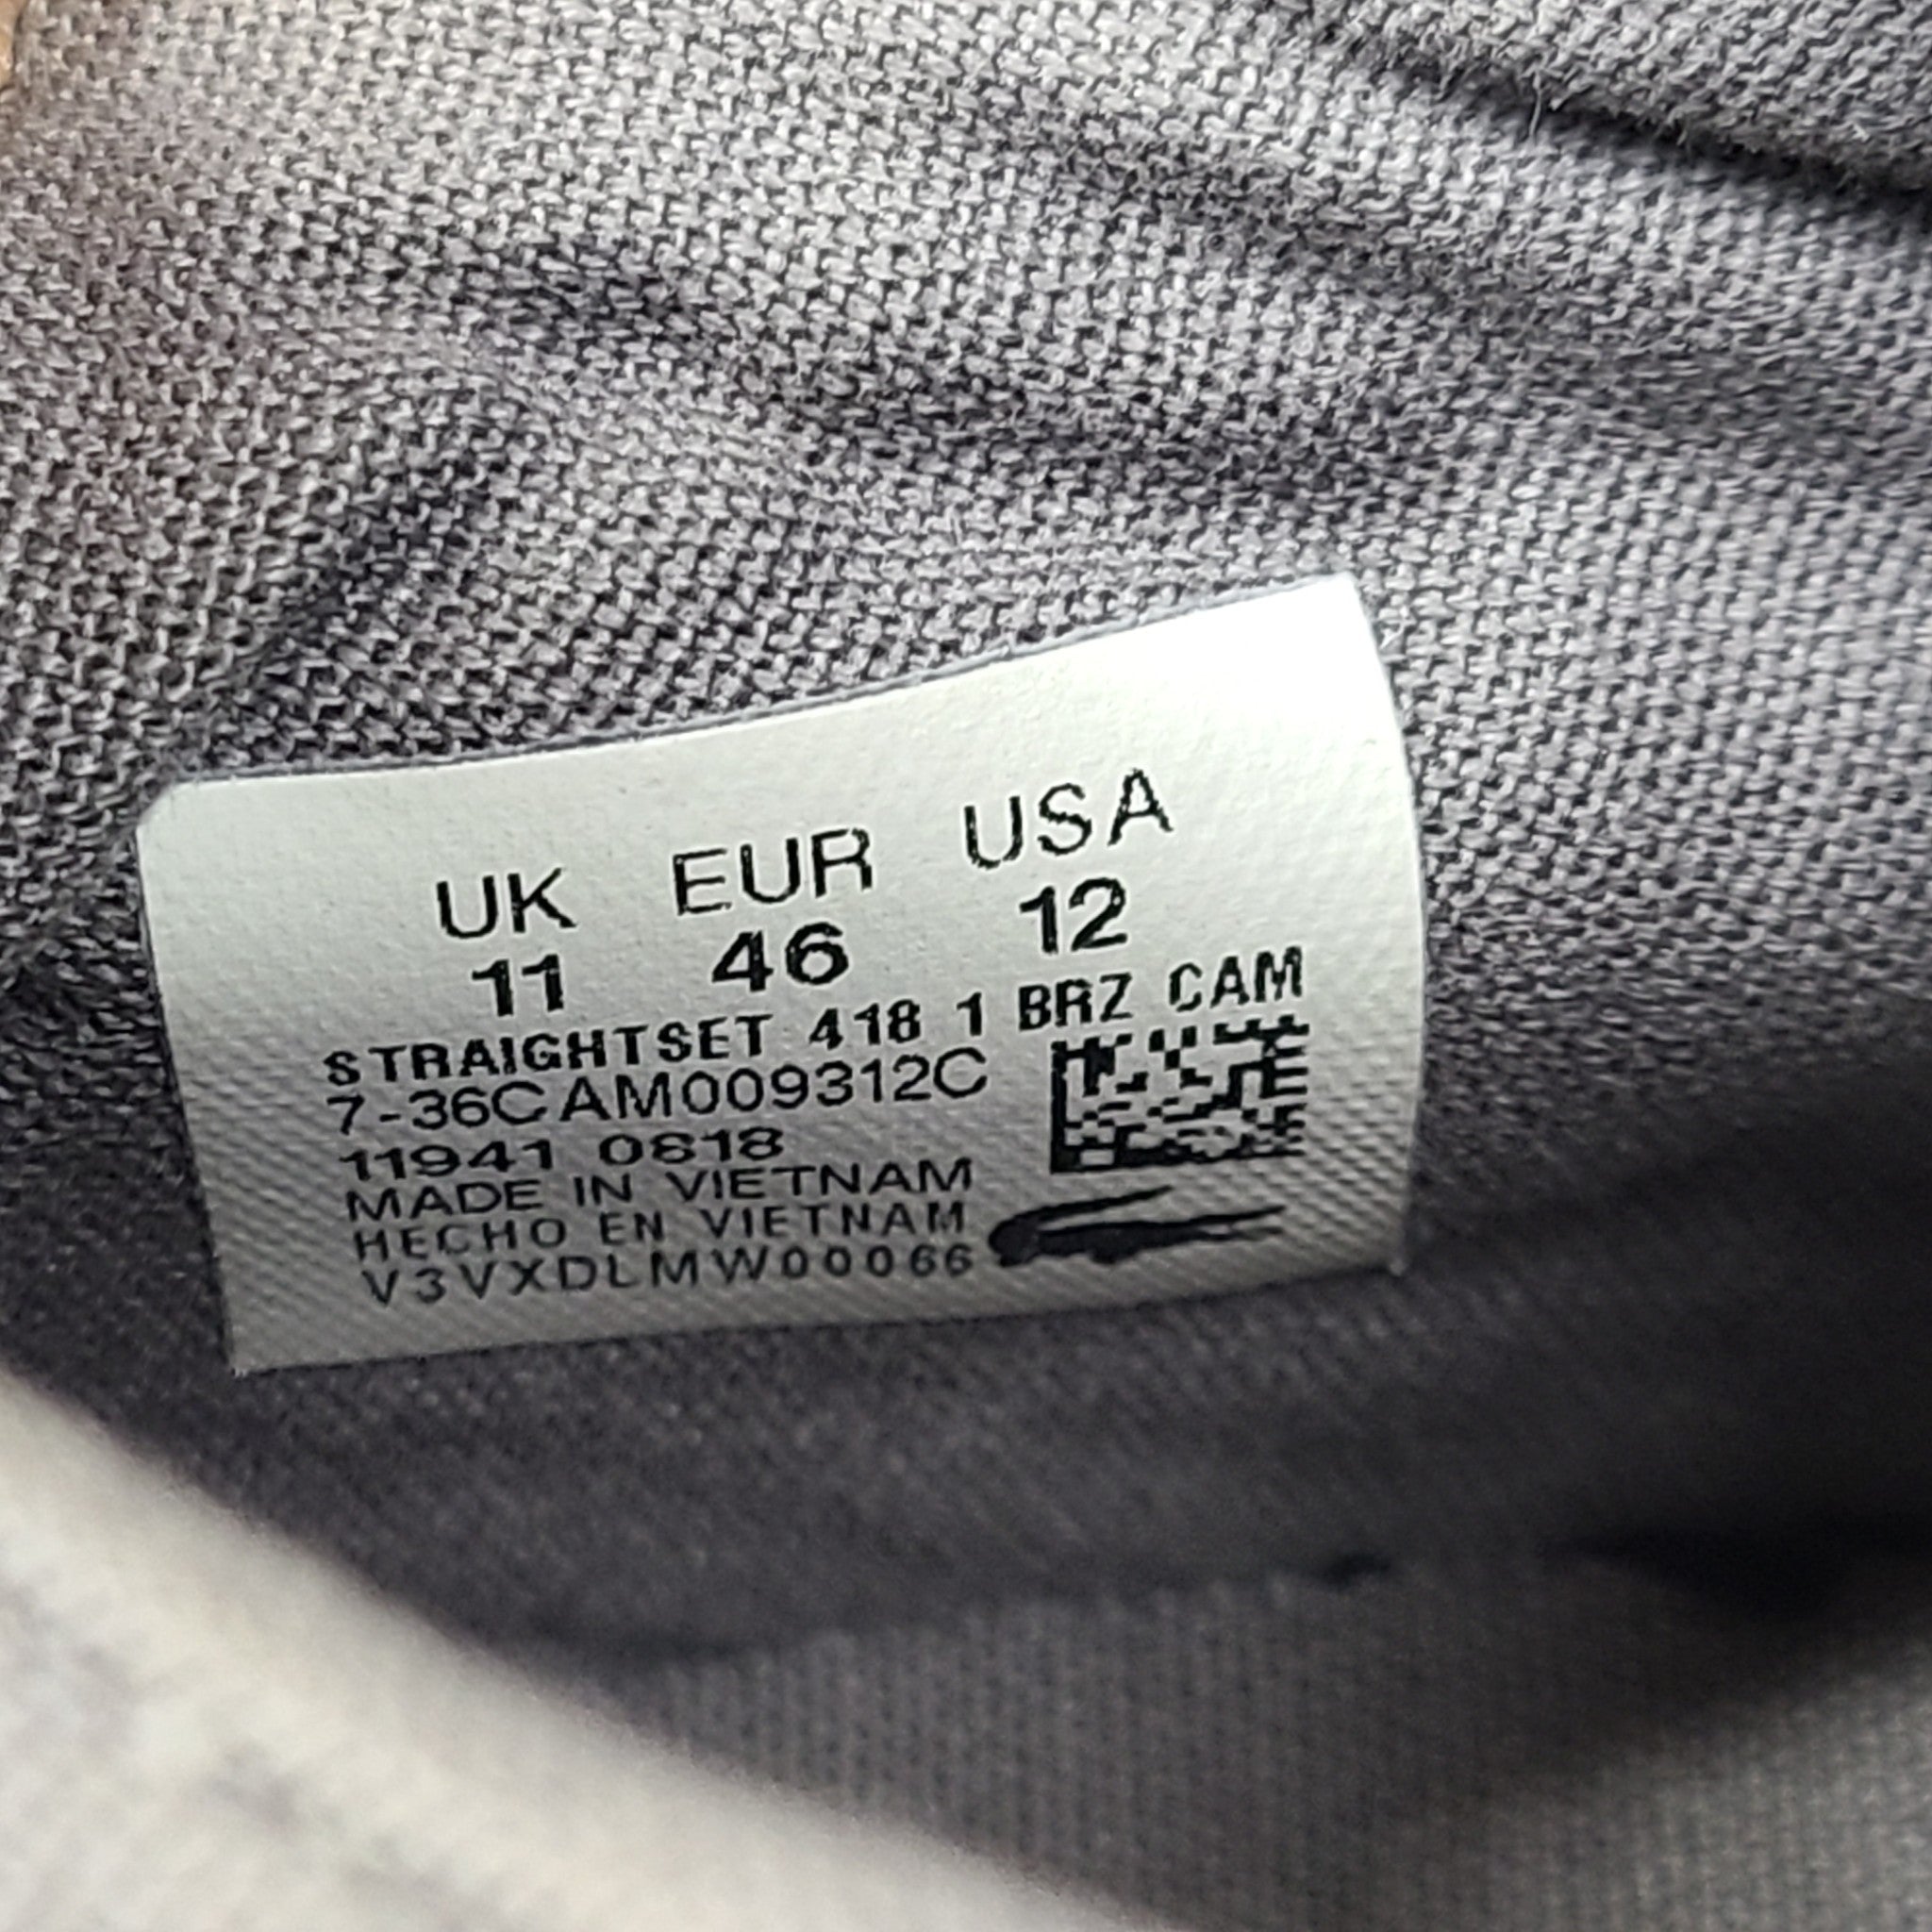 UK EUR USA
11 46 12
STRAIGHTSET 418 1 BRZ CAM
7-36CAM009312C
11941 0818
MADE IN VIETNAM
HECHO EN VIETNAM
V3VXDLMW00066